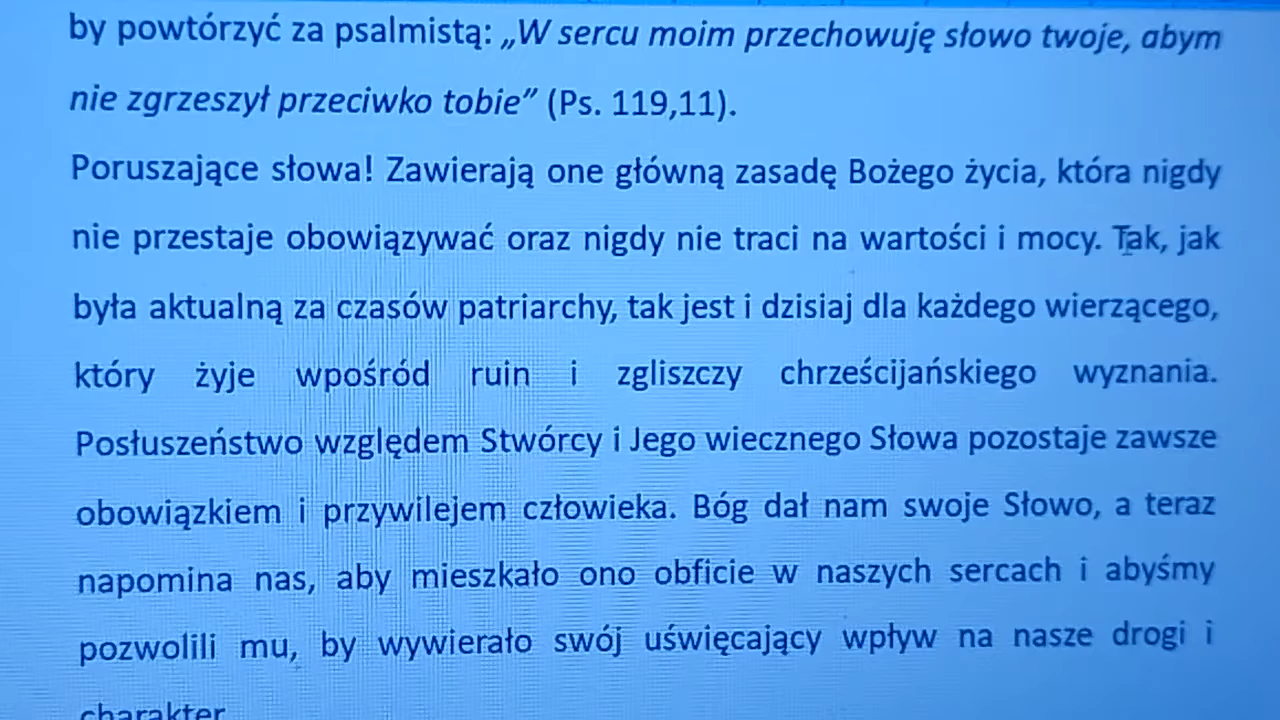 by powtórzyć za psalmistą: „W sercu moim przechowuję słowo twoje, abym
nie zgrzeszył przeciwko tobie” (Ps. 119,11).
Poruszające słowa! Zawierają one główną zasadę Bożego życia, która nigdy
nie przestaje obowiązywać oraz nigdy nie traci na wartości i mocy. Tak, jak
była aktualną za czasów patriarchy, tak jest i dzisiaj dla każdego wierzącego,
który żyje wpośród ruin i zgliszczy chrześcijańskiego wyznania.
Posłuszeństwo względem Stwórcy i Jego wiecznego Słowa pozostaje zawsze
obowiązkiem i przywilejem człowieka. Bóg dał nam swoje Słowo, a teraz
napomina nas, aby mieszkało ono obficie w naszych sercach i abyśmy
pozwolili mu, by wywierało swój uświęcający wpływ na nasze drogi i
charakter